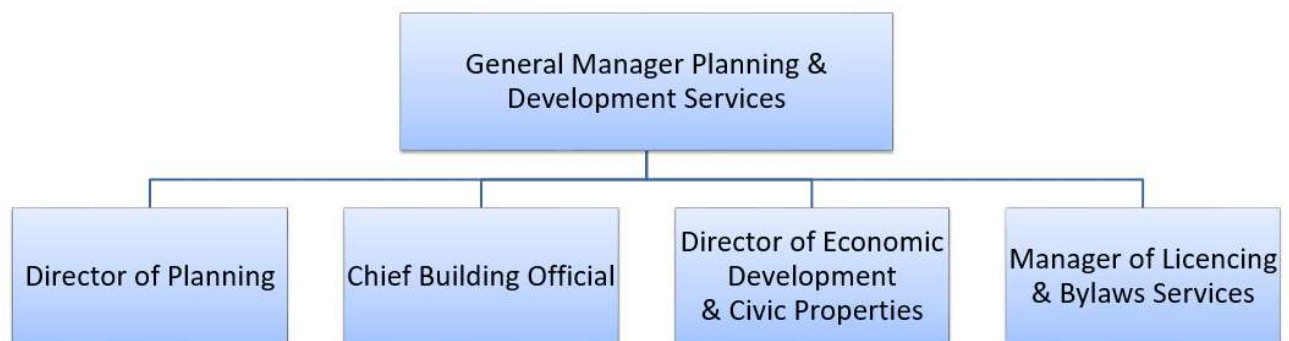 General Manager Planning &
Development Services
Director of Planning
Chief Building Official
Director of Economic
Development
& Civic Properties
Manager of Licencing
& Bylaws Services